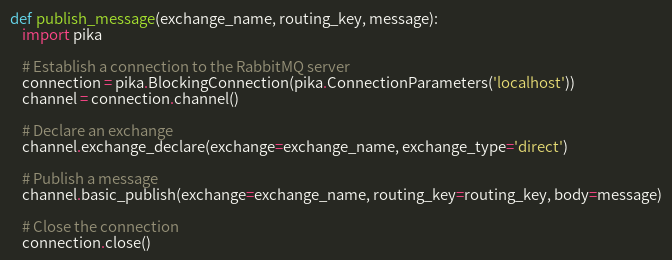 def publish_message(exchange_name, routing_key, message):
    import pika

    # Establish a connection to the RabbitMQ server
    connection = pika.BlockingConnection(pika.ConnectionParameters('localhost'))
    channel = connection.channel()

    # Declare an exchange
    channel.exchange_declare(exchange=exchange_name, exchange_type='direct')

    # Publish a message
    channel.basic_publish(exchange=exchange_name, routing_key=routing_key, body=message)

    # Close the connection
    connection.close()